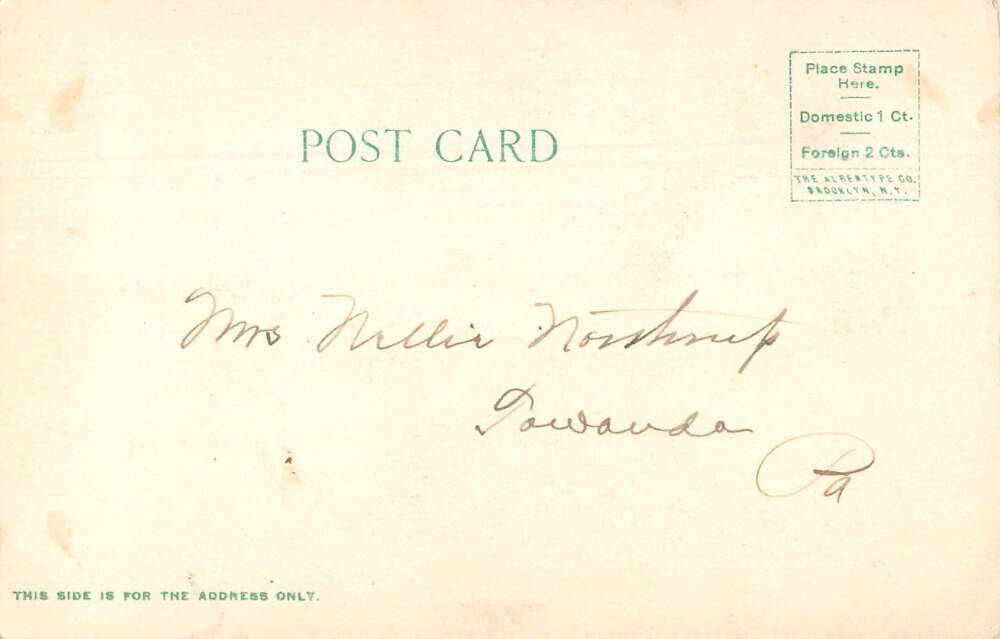 POST CARD
Place Stamp
Here.
Domestic 1 Ct.
Foreign 2 Cts.
THE ALBERTYPE CO.
BROOKLYN, N.Y.
Mrs Nellie Northrup
Towanda
Pa
THIS SIDE IS FOR THE ADDRESS ONLY.